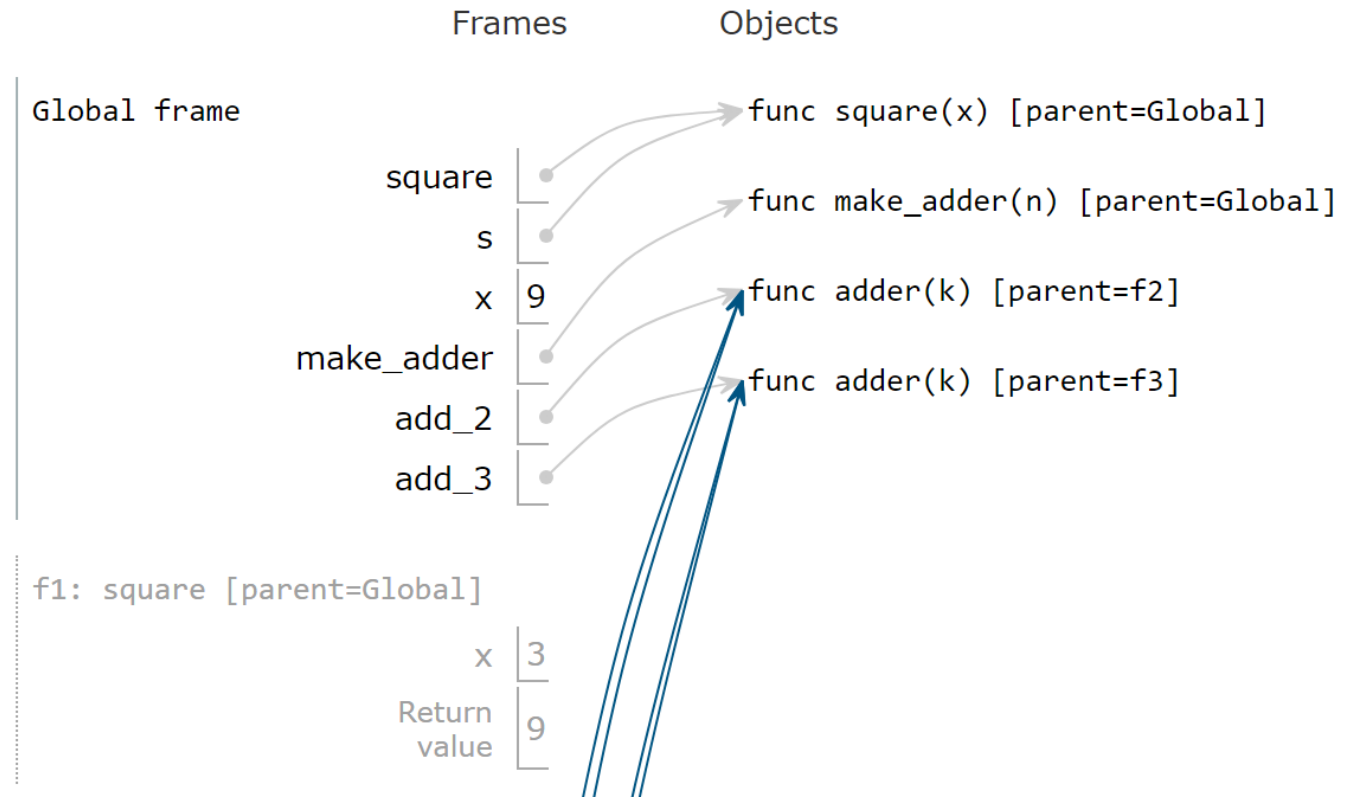 Frames Objects
Global frame
func square(x) [parent=Global]
square
func make_adder(n) [parent=Global]
s
func adder(k) [parent=f2]
x 9
make_adder
func adder(k) [parent=f3]
add_2
add_3
f1: square [parent=Global]
x 3
Return
value 9